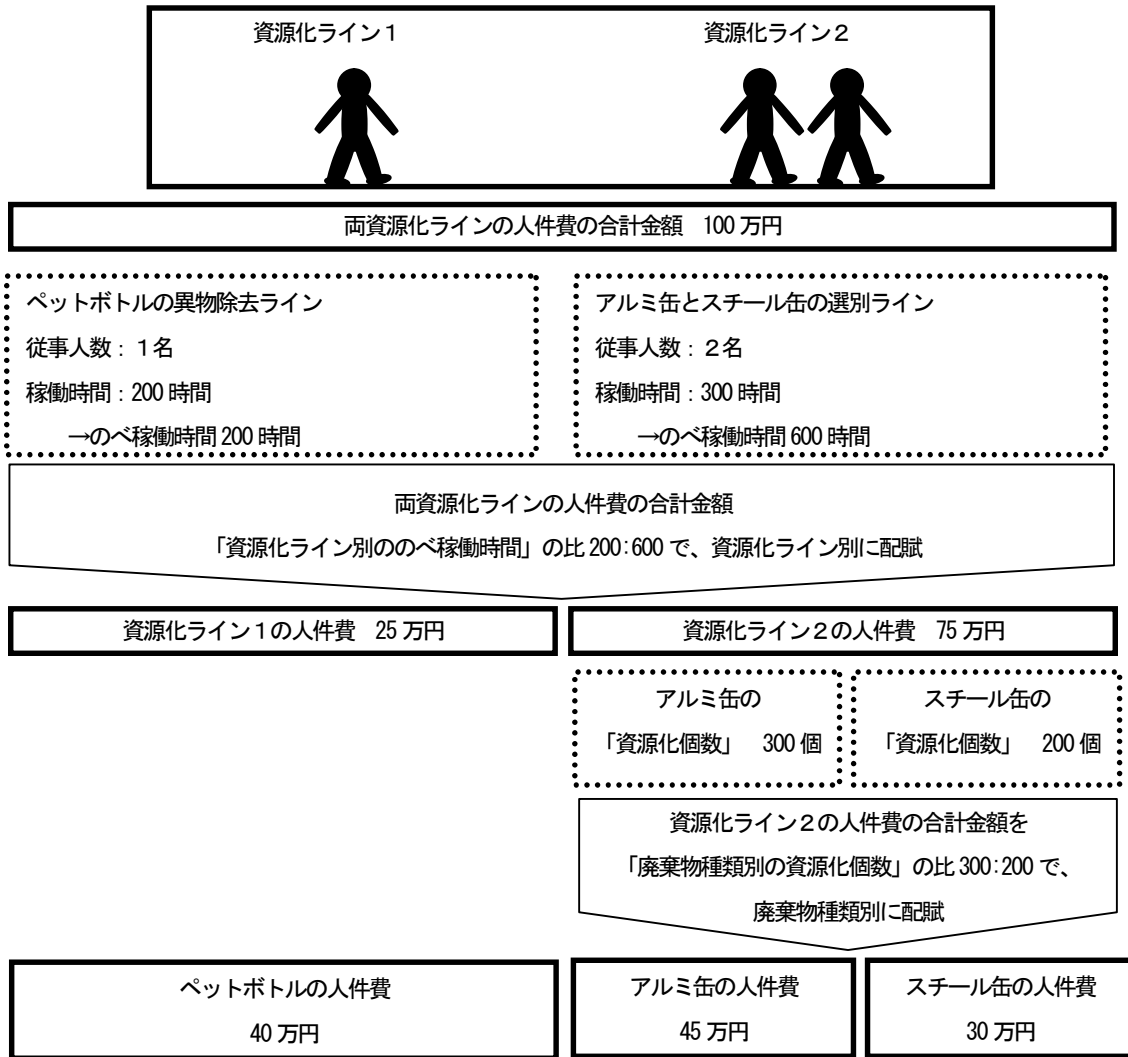 資源化ライン１
資源化ライン２
両資源化ラインの人件費の合計金額　100 万円
ペットボトルの異物除去ライン
従事人数：１名
稼働時間：200 時間
→のべ稼働時間 200 時間
アルミ缶とスチール缶の選別ライン
従事人数：２名
稼働時間：300 時間
→のべ稼働時間 600 時間
両資源化ラインの人件費の合計金額
「資源化ライン別ののべ稼働時間」の比 200:600 で、資源化ライン別に配賦
資源化ライン１の人件費　25 万円
資源化ライン２の人件費　75 万円
アルミ缶の
「資源化個数」　300 個
スチール缶の
「資源化個数」　200 個
資源化ライン２の人件費の合計金額を
「廃棄物種類別の資源化個数」の比 300:200 で、
廃棄物種類別に配賦
ペットボトルの人件費
40 万円
アルミ缶の人件費
45 万円
スチール缶の人件費
30 万円